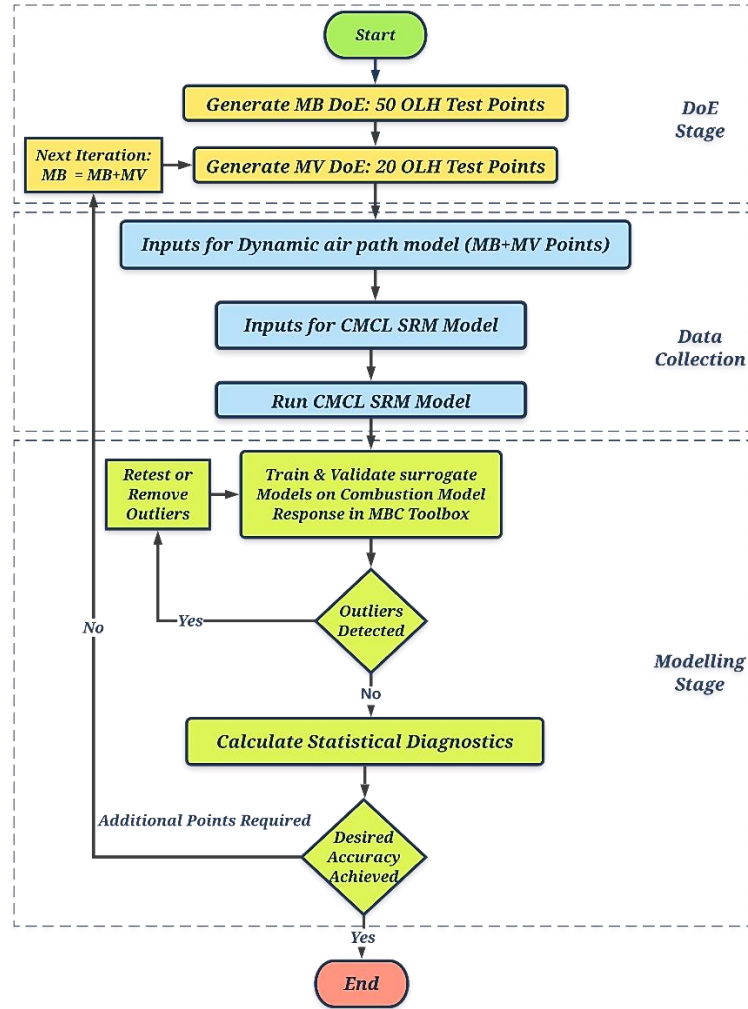 Start
Generate MB DoE: 50 OLH Test Points
DoE
Stage
Next Iteration:
MB = MB+MV
Generate MV DoE: 20 OLH Test Points
Inputs for Dynamic air path model (MB+MV Points)
Inputs for CMCL SRM Model
Data
Collection
Run CMCL SRM Model
Retest or
Remove
Outliers
Train & Validate surrogate
Models on Combustion Model
Response in MBC Toolbox
Outliers
Detected
Yes
No
No
Modelling
Stage
Calculate Statistical Diagnostics
Additional Points Required
Desired
Accuracy
Achieved
Yes
End